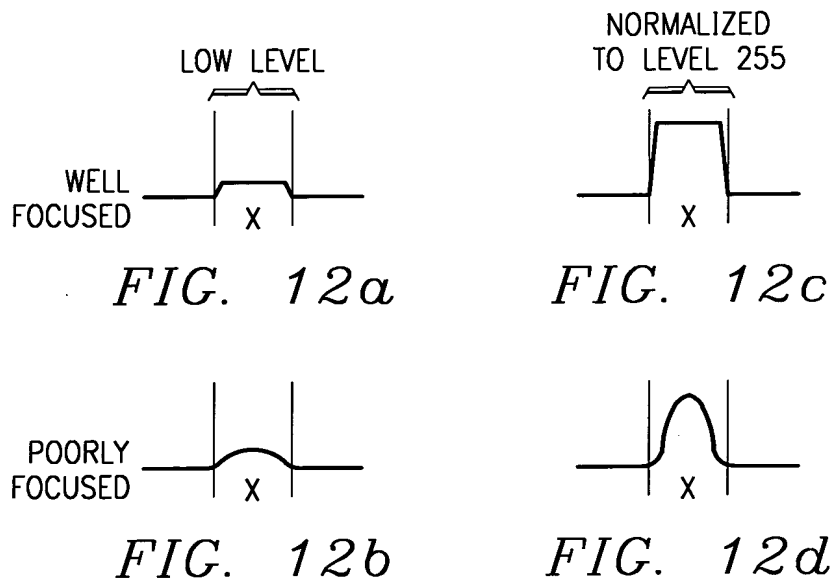 LOW LEVEL
NORMALIZED
TO LEVEL 255
WELL
FOCUSED
X
X
FIG. 12a
FIG. 12c
POORLY
FOCUSED
X
X
FIG. 12b
FIG. 12d